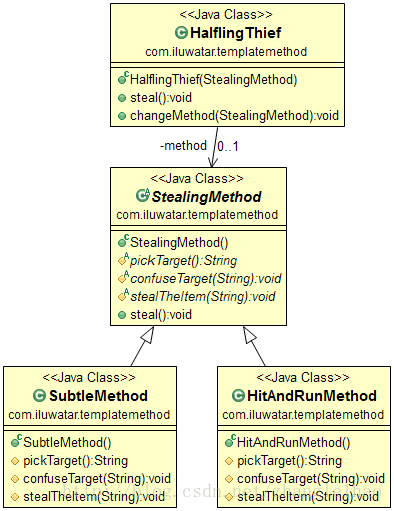 <<Java Class>>
HalflingThief
com.iluwatar.templatemethod
HalflingThief(StealingMethod)
steal():void
changeMethod(StealingMethod):void
-method 0..1
<<Java Class>>
StealingMethod
com.iluwatar.templatemethod
StealingMethod()
pickTarget():String
confuseTarget(String):void
stealTheItem(String):void
steal():void
<<Java Class>>
SubtleMethod
com.iluwatar.templatemethod
SubtleMethod()
pickTarget():String
confuseTarget(String):void
stealTheItem(String):void
<<Java Class>>
HitAndRunMethod
com.iluwatar.templatemethod
HitAndRunMethod()
pickTarget():String
confuseTarget(String):void
stealTheItem(String):void